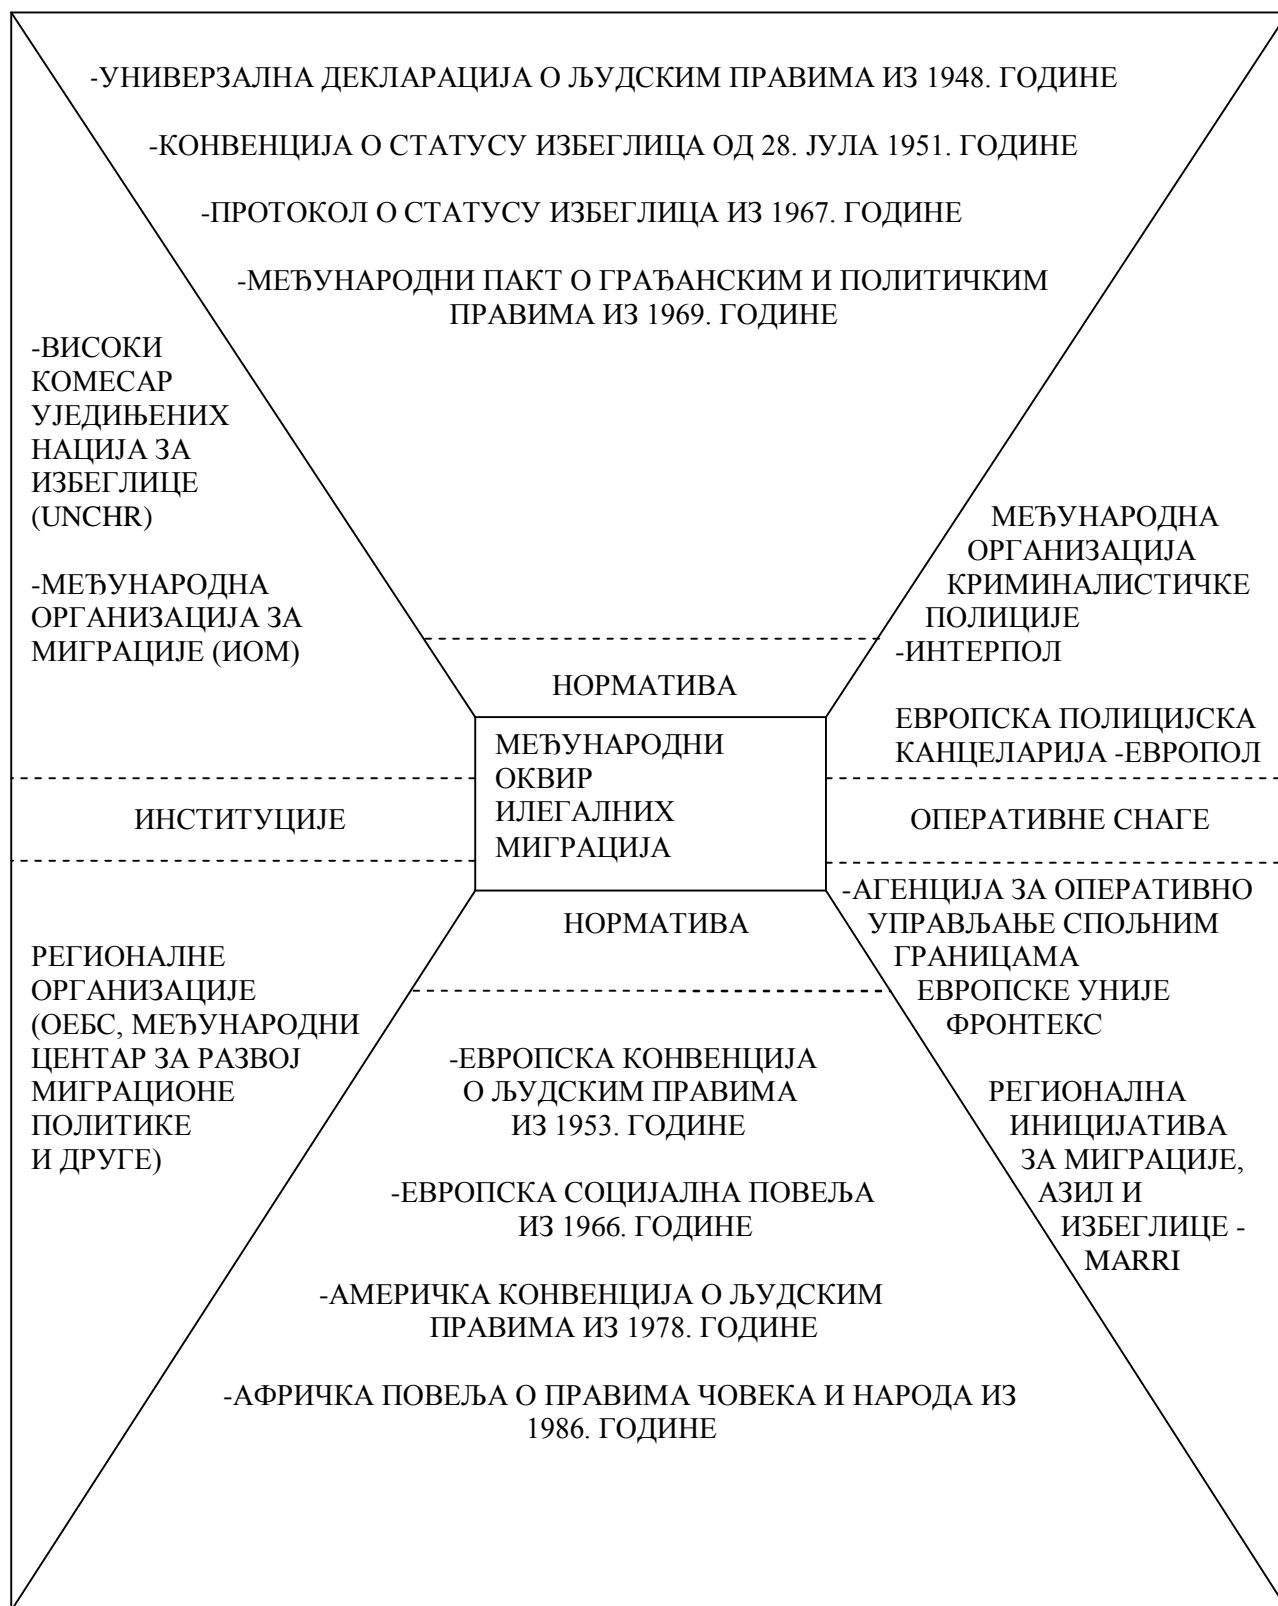 -УНИВЕРЗАЛНА ДЕКЛАРАЦИЈА О ЉУДСКИМ ПРАВИМА ИЗ 1948. ГОДИНЕ
-КОНВЕНЦИЈА О СТАТУСУ ИЗБЕГЛИЦА ОД 28. ЈУЛА 1951. ГОДИНЕ
-ПРОТОКОЛ О СТАТУСУ ИЗБЕГЛИЦА ИЗ 1967. ГОДИНЕ
-МЕЂУНАРОДНИ ПАКТ О ГРАЂАНСКИМ И ПОЛИТИЧКИМ
ПРАВИМА ИЗ 1969. ГОДИНЕ
НОРМАТИВА
-ВИСОКИ
КОМЕСАР
УЈЕДИЊЕНИХ
НАЦИЈА ЗА
ИЗБЕГЛИЦЕ
(UNCHR)
-МЕЂУНАРОДНА
ОРГАНИЗАЦИЈА ЗА
МИГРАЦИЈЕ (ИОМ)
ИНСТИТУЦИЈЕ
РЕГИОНАЛНЕ
ОРГАНИЗАЦИЈЕ
(ОЕБС, МЕЂУНАРОДНИ
ЦЕНТАР ЗА РАЗВОЈ
МИГРАЦИОНЕ
ПОЛИТИКЕ
И ДРУГЕ)
МЕЂУНАРОДНИ
ОКВИР
ИЛЕГАЛНИХ
МИГРАЦИЈА
МЕЂУНАРОДНА
ОРГАНИЗАЦИЈА
КРИМИНАЛИСТИЧКЕ
ПОЛИЦИЈЕ
-ИНТЕРПОЛ
ЕВРОПСКА ПОЛИЦИЈСКА
КАНЦЕЛАРИЈА -ЕВРОПОЛ
ОПЕРАТИВНЕ СНАГЕ
-АГЕНЦИЈА ЗА ОПЕРАТИВНО
УПРАВЉАЊЕ СПОЉНИМ
ГРАНИЦАМА
ЕВРОПСКЕ УНИЈЕ
ФРОНТЕКС
РЕГИОНАЛНА
ИНИЦИЈАТИВА
ЗА МИГРАЦИЈЕ,
АЗИЛ И
ИЗБЕГЛИЦЕ -
MARRI
НОРМАТИВА
-ЕВРОПСКА КОНВЕНЦИЈА
О ЉУДСКИМ ПРАВИМА
ИЗ 1953. ГОДИНЕ
-ЕВРОПСКА СОЦИЈАЛНА ПОВЕЉА
ИЗ 1966. ГОДИНЕ
-АМЕРИЧКА КОНВЕНЦИЈА О ЉУДСКИМ
ПРАВИМА ИЗ 1978. ГОДИНЕ
-АФРИЧКА ПОВЕЉА О ПРАВИМА ЧОВЕКА И НАРОДА ИЗ
1986. ГОДИНЕ